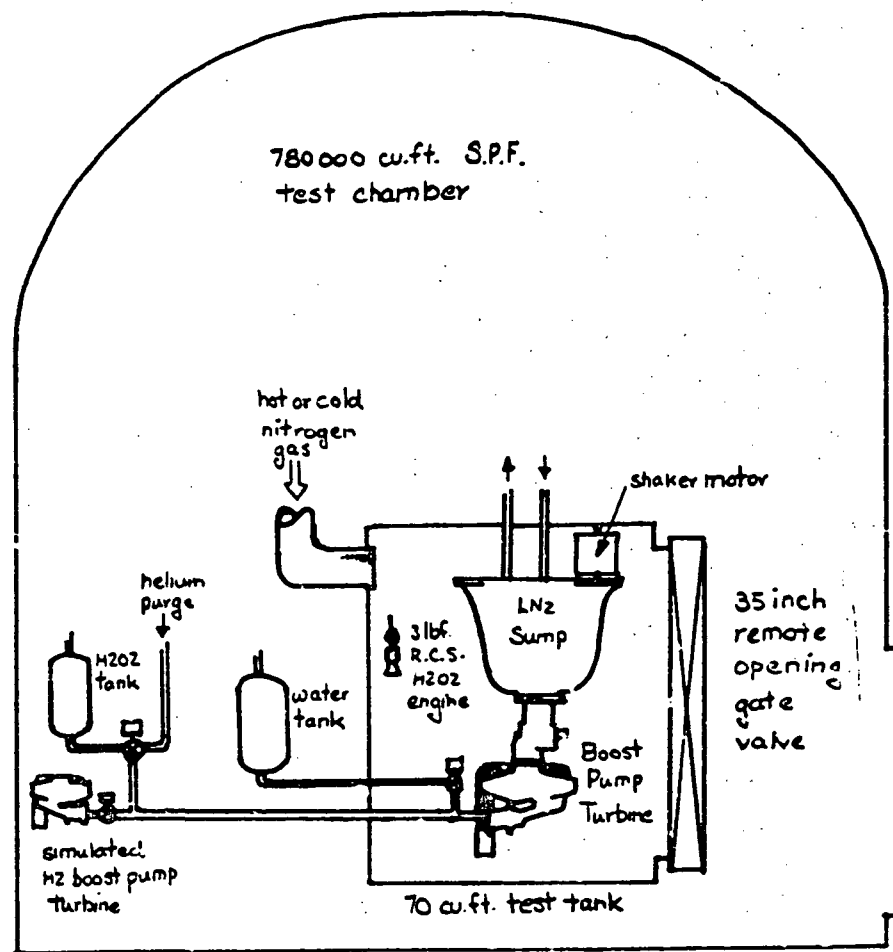 780000 cu.ft. S.P.F.
test chamber
hot or cold
nitrogen
gas
shaker motor
helium
purge
H2O2
tank
water
tank
3 lbf.
R.C.S.
H2O2
engine
LN2
Sump
35 inch
remote
opening
gate
valve
Boost
Pump
Turbine
simulated
H2 boost pump
Turbine
70 cu.ft. test tank